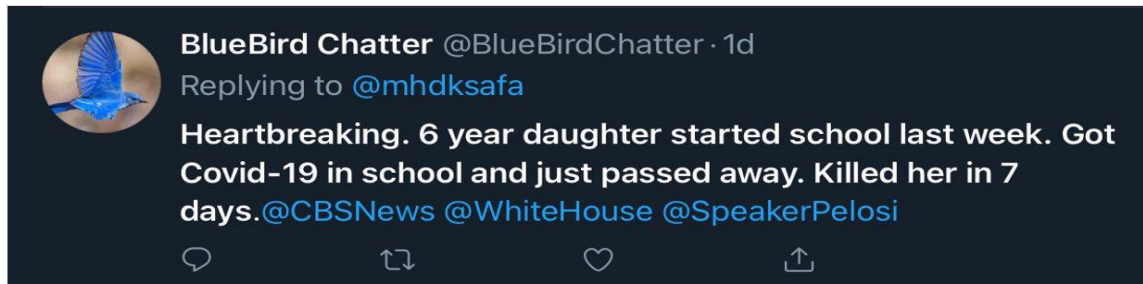 BlueBird Chatter @BlueBirdChatter · 1d
Replying to @mhdksafa
Heartbreaking. 6 year daughter started school last week. Got
Covid-19 in school and just passed away. Killed her in 7
days.@CBSNews @WhiteHouse @SpeakerPelosi